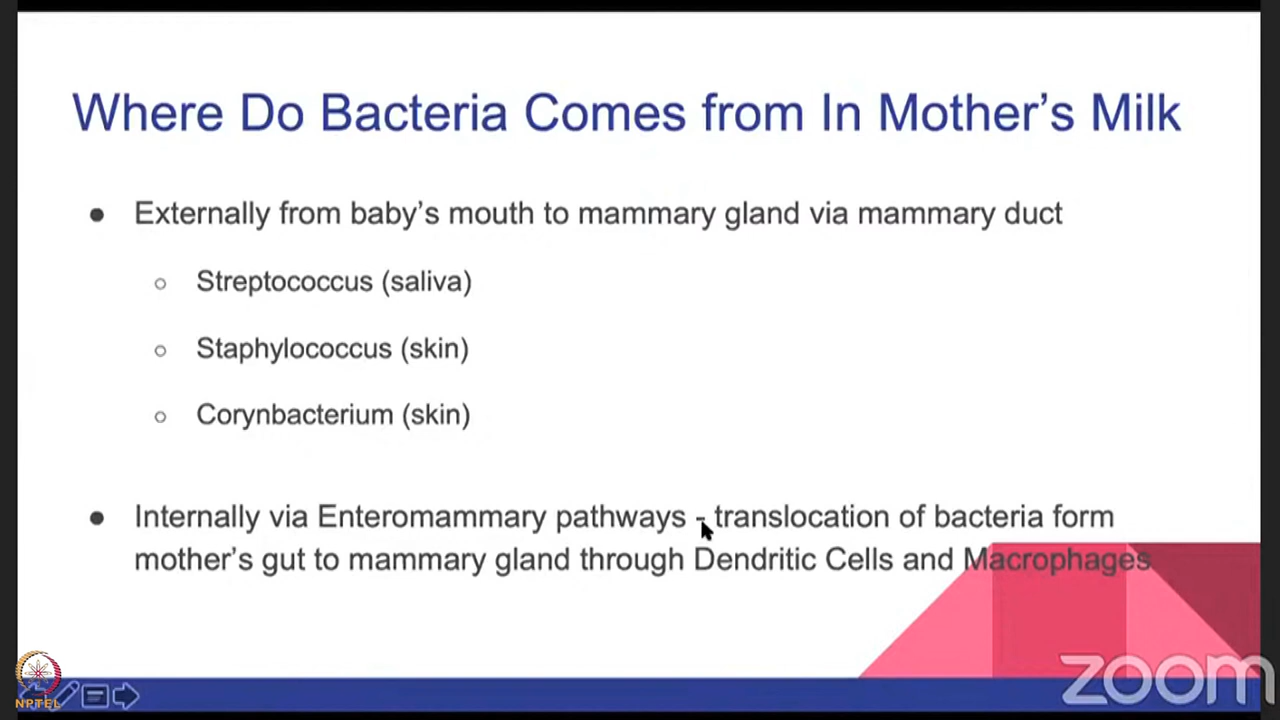 Where Do Bacteria Comes from In Mother's Milk
Externally from baby's mouth to mammary gland via mammary duct
Streptococcus (saliva)
Staphylococcus (skin)
Corynbacterium (skin)
Internally via Enteromammary pathways - translocation of bacteria form
mother's gut to mammary gland through Dendritic Cells and Macrophages
NPTEL
zoom